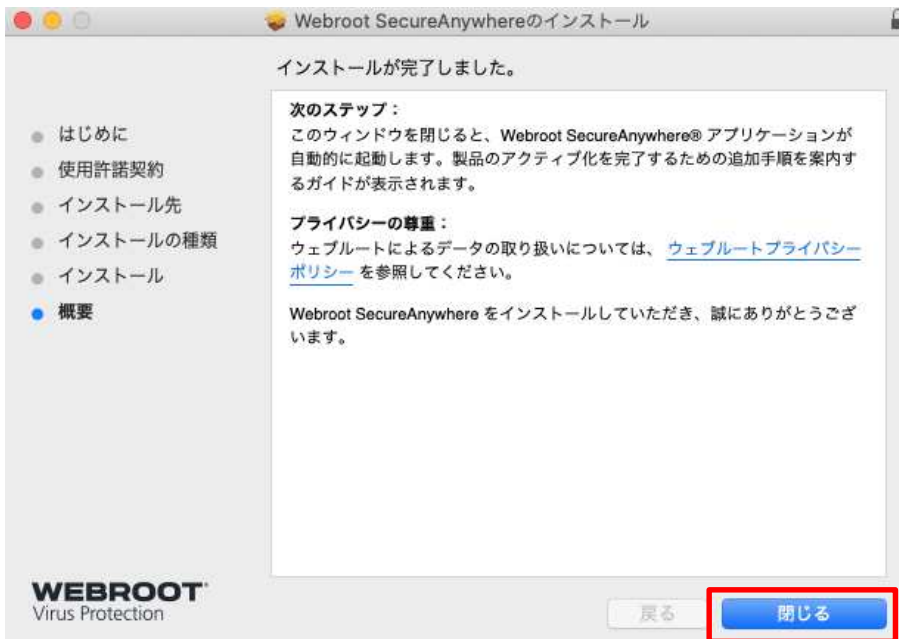 Webroot SecureAnywhereのインストール
インストールが完了しました。
はじめに
使用許諾契約
インストール先
インストールの種類
インストール
概要
次のステップ：
このウィンドウを閉じると、Webroot SecureAnywhere® アプリケーションが
自動的に起動します。製品のアクティブ化を完了するための追加手順を案内す
るガイドが表示されます。
プライバシーの尊重：
ウェブルートによるデータの取り扱いについては、 ウェブルートプライバシー
ポリシー を参照してください。
Webroot SecureAnywhere をインストールしていただき、誠にありがとうござ
います。
WEBROOT
Virus Protection
戻る
閉じる